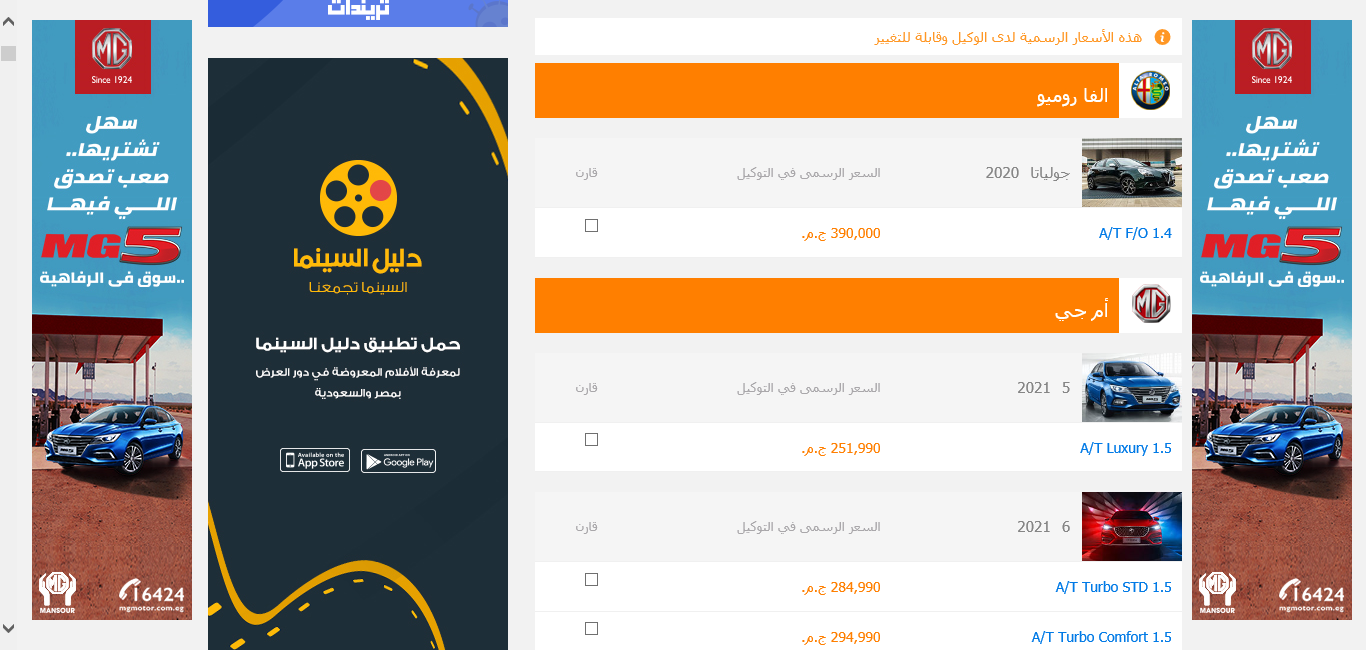 هذه الأسعار الرسمية لدى الوكيل وقابلة للتغيير
الفا روميو
جولياتا 2020 السعر الرسمى في التوكيل قارن
A/T F/O 1.4 390,000 ج.م.
أم جي
5 2021 السعر الرسمى في التوكيل قارن
A/T Luxury 1.5 251,990 ج.م.
6 2021 السعر الرسمى في التوكيل قارن
A/T Turbo STD 1.5 284,990 ج.م.
A/T Turbo Comfort 1.5 294,990 ج.م.
MG
Since 1924
سهل
تشتريها..
صعب تصدق
اللــــي فيهـــا
MG5
سوق فى الرفاهية..
MANSOUR
16424
mgmotor.com.eg
تريندات
دليل السينما
السينما تجمعنا
حمل تطبيق دليل السينما
لمعرفة الأفلام المعروضة في دور العرض
بمصر والسعودية
Available on the
App Store
Google Play
MG
Since 1924
سهل
تشتريها..
صعب تصدق
اللــــي فيهـــا
MG5
سوق فى الرفاهية..
MANSOUR
16424
mgmotor.com.eg